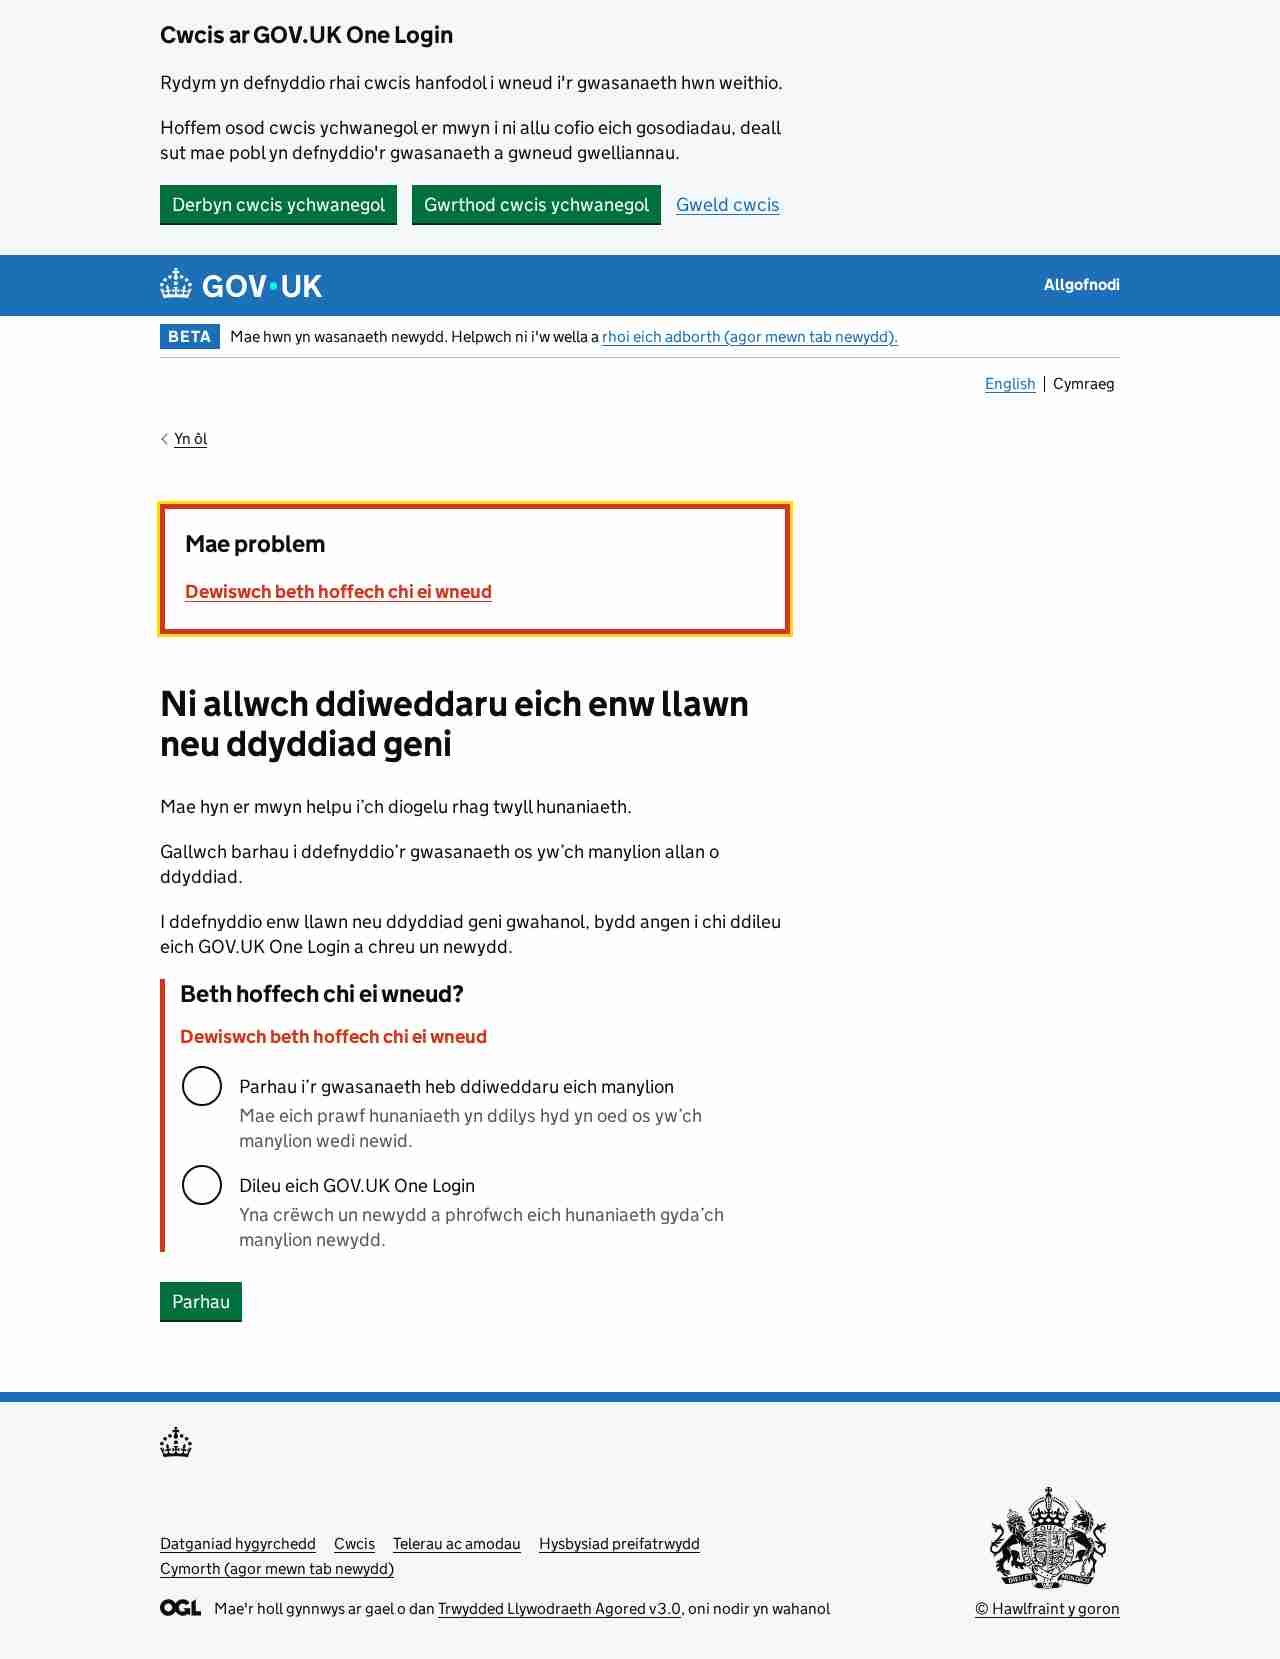 Cwcis ar GOV.UK One Login
Rydym yn defnyddio rhai cwcis hanfodol i wneud i'r gwasanaeth hwn weithio.
Hoffem osod cwcis ychwanegol er mwyn i ni allu cofio eich gosodiadau, deall
sut mae pobl yn defnyddio'r gwasanaeth a gwneud gwelliannau.
Derbyn cwcis ychwanegol Gwrthod cwcis ychwanegol Gweld cwcis
GOV·UK Allgofnodi
BETA Mae hwn yn wasanaeth newydd. Helpwch ni i'w wella a rhoi eich adborth (agor mewn tab newydd).
English Cymraeg
Yn ôl
Mae problem
Dewiswch beth hoffech chi ei wneud
Ni allwch ddiweddaru eich enw llawn
neu ddyddiad geni
Mae hyn er mwyn helpu i’ch diogelu rhag twyll hunaniaeth.
Gallwch barhau i ddefnyddio’r gwasanaeth os yw’ch manylion allan o
ddyddiad.
I ddefnyddio enw llawn neu ddyddiad geni gwahanol, bydd angen i chi ddileu
eich GOV.UK One Login a chreu un newydd.
Beth hoffech chi ei wneud?
Dewiswch beth hoffech chi ei wneud
Parhau i’r gwasanaeth heb ddiweddaru eich manylion
Mae eich prawf hunaniaeth yn ddilys hyd yn oed os yw’ch
manylion wedi newid.
Dileu eich GOV.UK One Login
Yna crëwch un newydd a phrofwch eich hunaniaeth gyda’ch
manylion newydd.
Parhau
Datganiad hygyrchedd Cwcis Telerau ac amodau Hysbysiad preifatrwydd
Cymorth (agor mewn tab newydd)
OGL Mae'r holl gynnwys ar gael o dan Trwydded Llywodraeth Agored v3.0, oni nodir yn wahanol
© Hawlfraint y goron